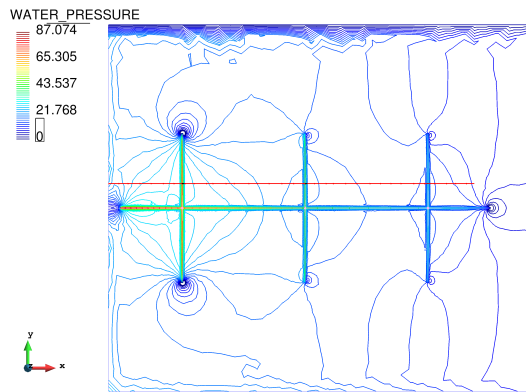 WATER_PRESSURE
87.074
65.305
43.537
21.768
0
y
x